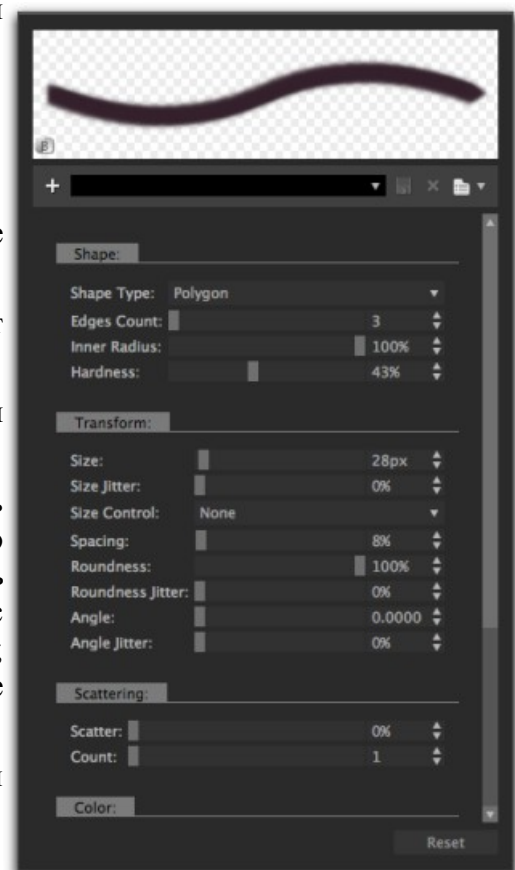 Shape:
Shape Type: Polygon
Edges Count: 3
Inner Radius: 100%
Hardness: 43%
Transform:
Size: 28px
Size Jitter: 0%
Size Control: None
Spacing: 8%
Roundness: 100%
Roundness Jitter: 0%
Angle: 0.0000
Angle Jitter: 0%
Scattering:
Scatter: 0%
Count: 1
Color:
Reset